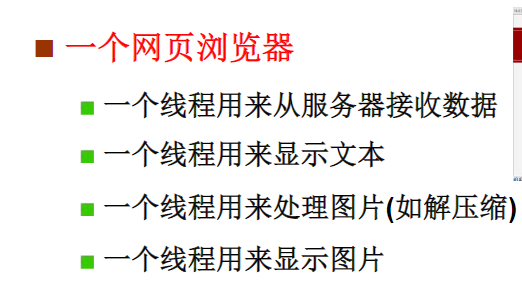 一个网页浏览器
一个线程用来从服务器接收数据
一个线程用来显示文本
一个线程用来处理图片(如解压缩)
一个线程用来显示图片